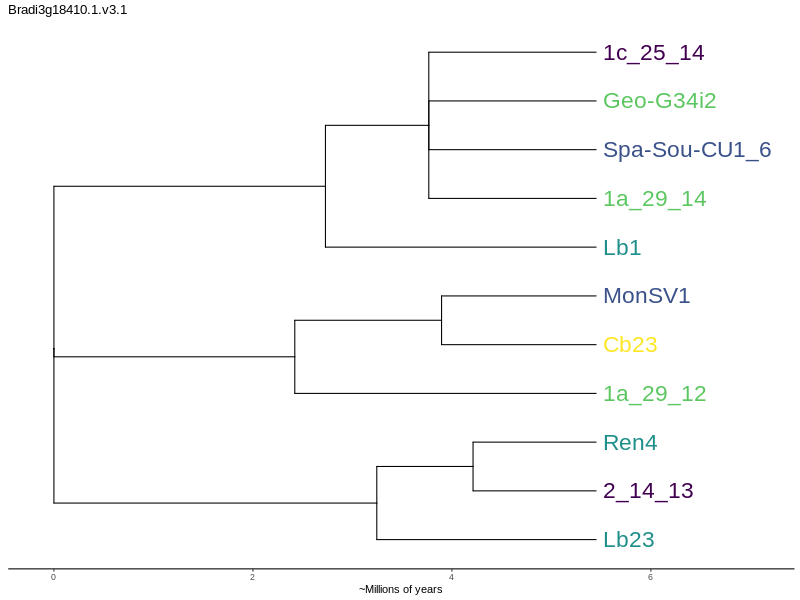 Bradi3g18410.1.v3.1
1c_25_14
Geo-G34i2
Spa-Sou-CU1_6
1a_29_14
Lb1
MonSV1
Cb23
1a_29_12
Ren4
2_14_13
Lb23
0 2 4 6
~Millions of years